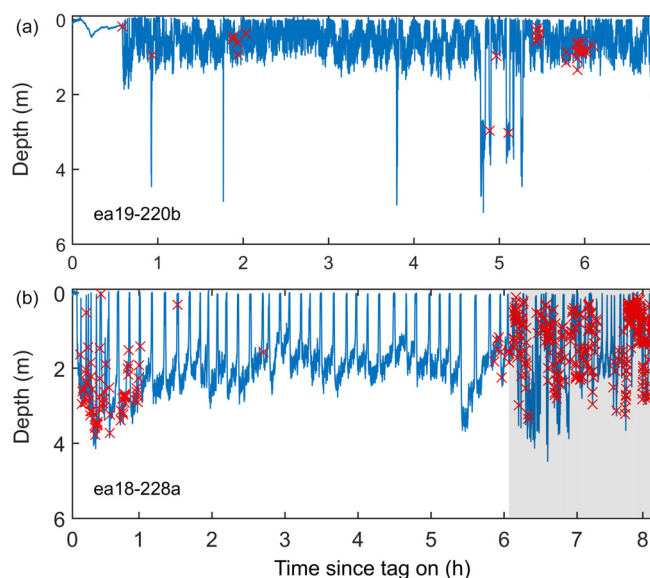 (a)
0
2
4
6
Depth (m)
ea19-220b
0 1 2 3 4 5 6
(b)
0
2
4
6
Depth (m)
ea18-228a
0 1 2 3 4 5 6 7 8
Time since tag on (h)